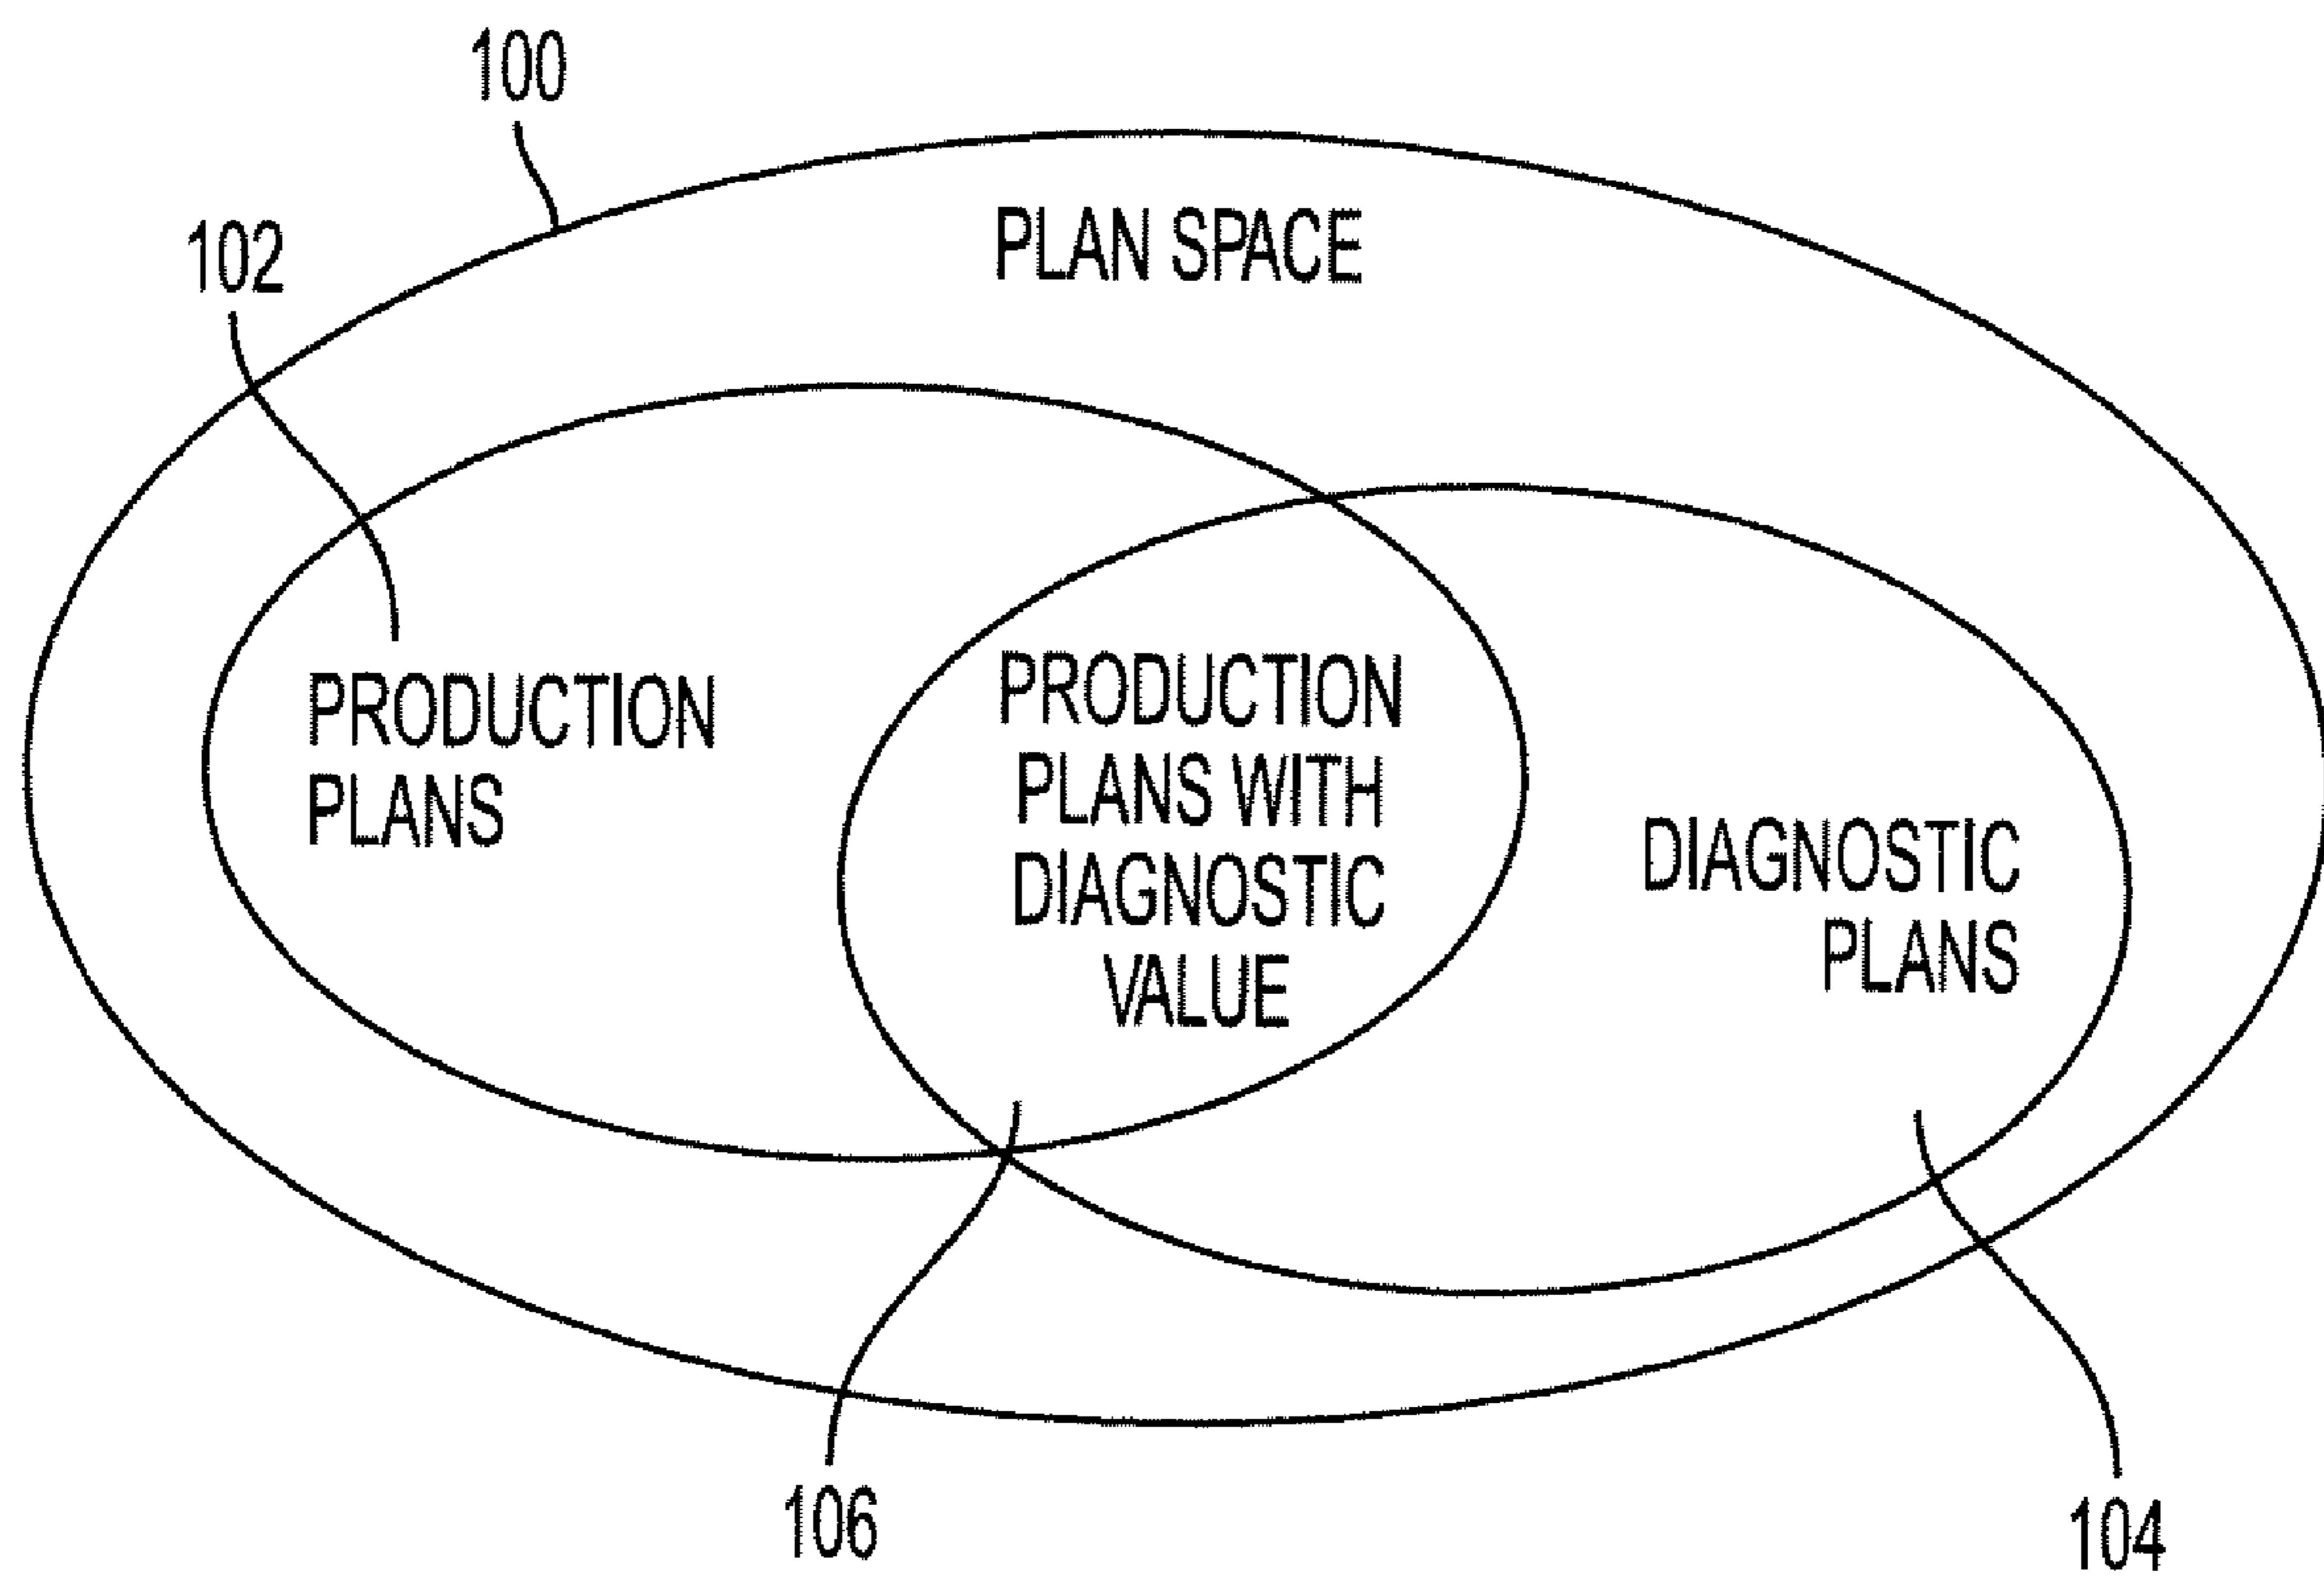 100
PLAN SPACE
102
PRODUCTION
PLANS
PRODUCTION
PLANS WITH
DIAGNOSTIC
VALUE
DIAGNOSTIC
PLANS
106
104